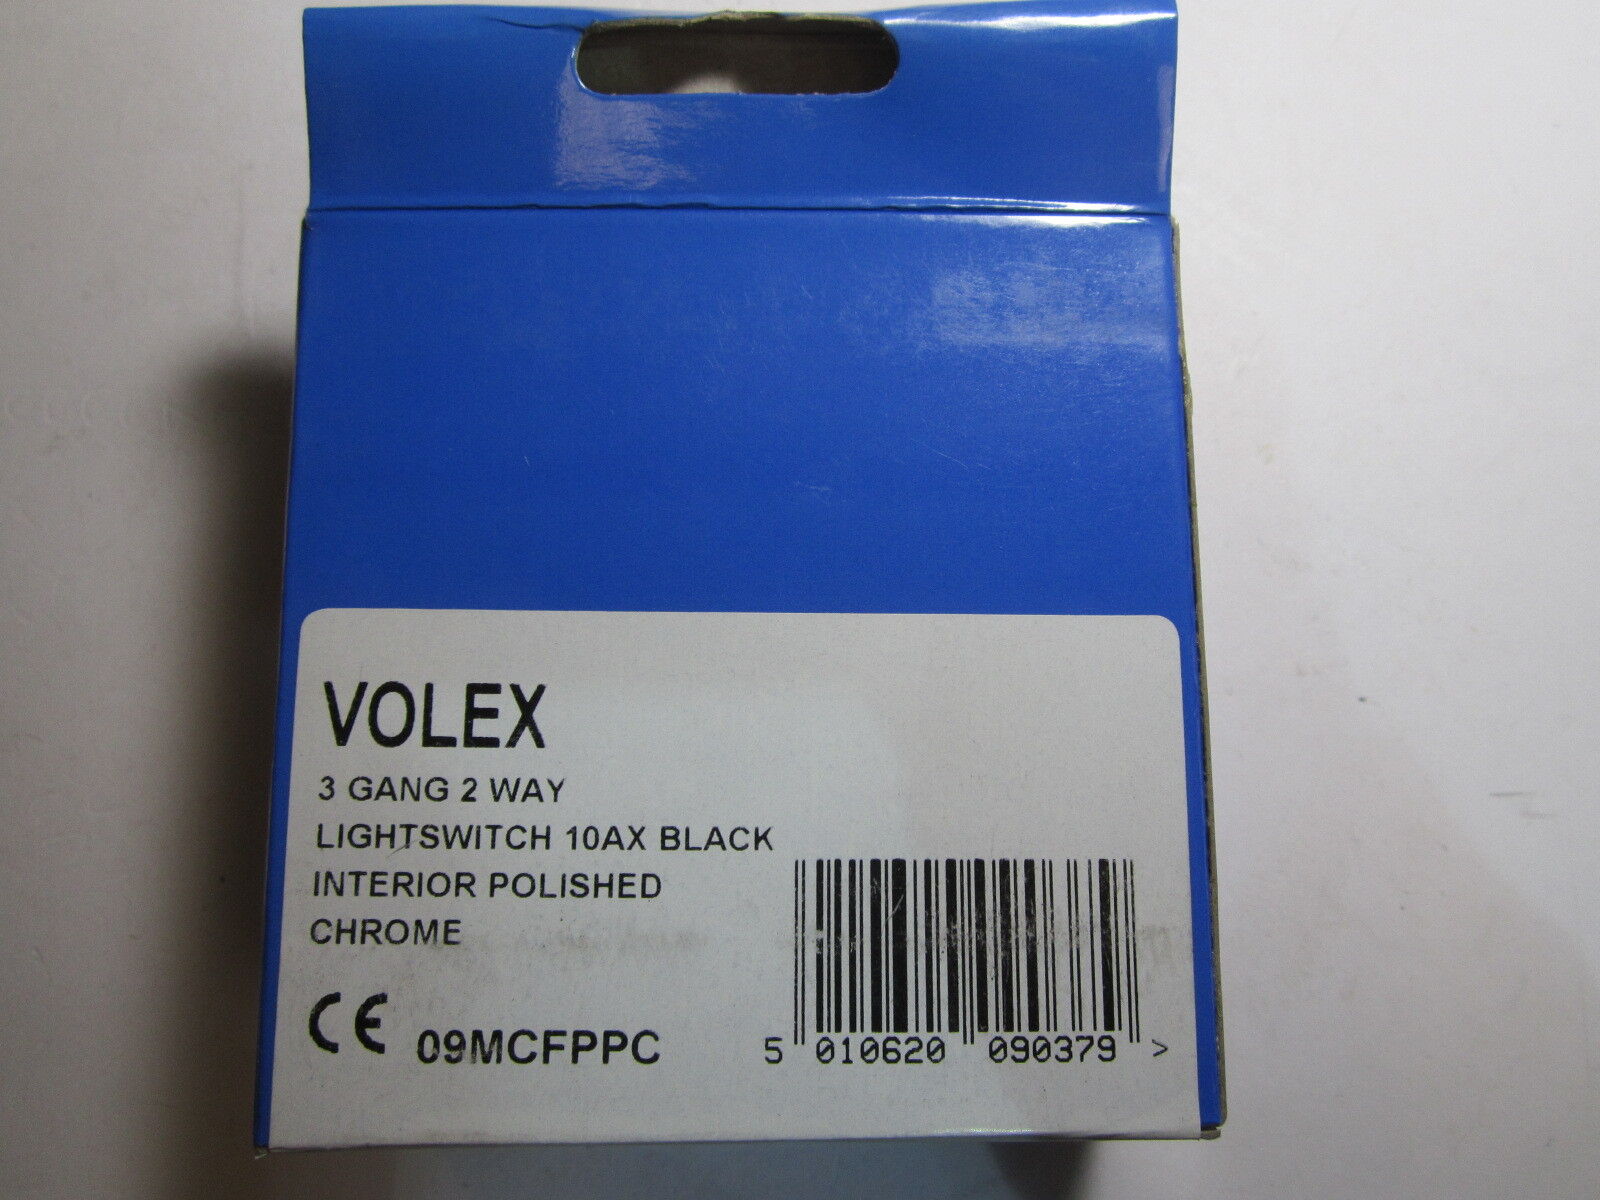 VOLEX
3 GANG 2 WAY
LIGHTSWITCH 10AX BLACK
INTERIOR POLISHED
CHROME
CE 09MCFPPC
5 010620 090379 >